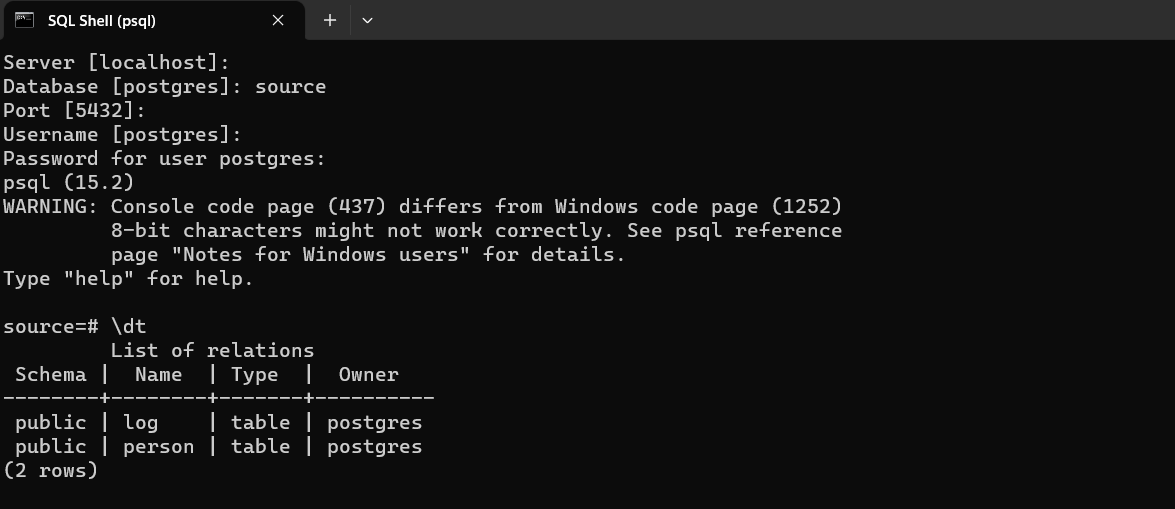 SQL Shell (psql)
Server [localhost]:
Database [postgres]: source
Port [5432]:
Username [postgres]:
Password for user postgres:
psql (15.2)
WARNING: Console code page (437) differs from Windows code page (1252)
         8-bit characters might not work correctly. See psql reference
         page "Notes for Windows users" for details.
Type "help" for help.

source=# \dt
         List of relations
 Schema |  Name  | Type  |  Owner
--------+--------+-------+----------
 public | log    | table | postgres
 public | person | table | postgres
(2 rows)